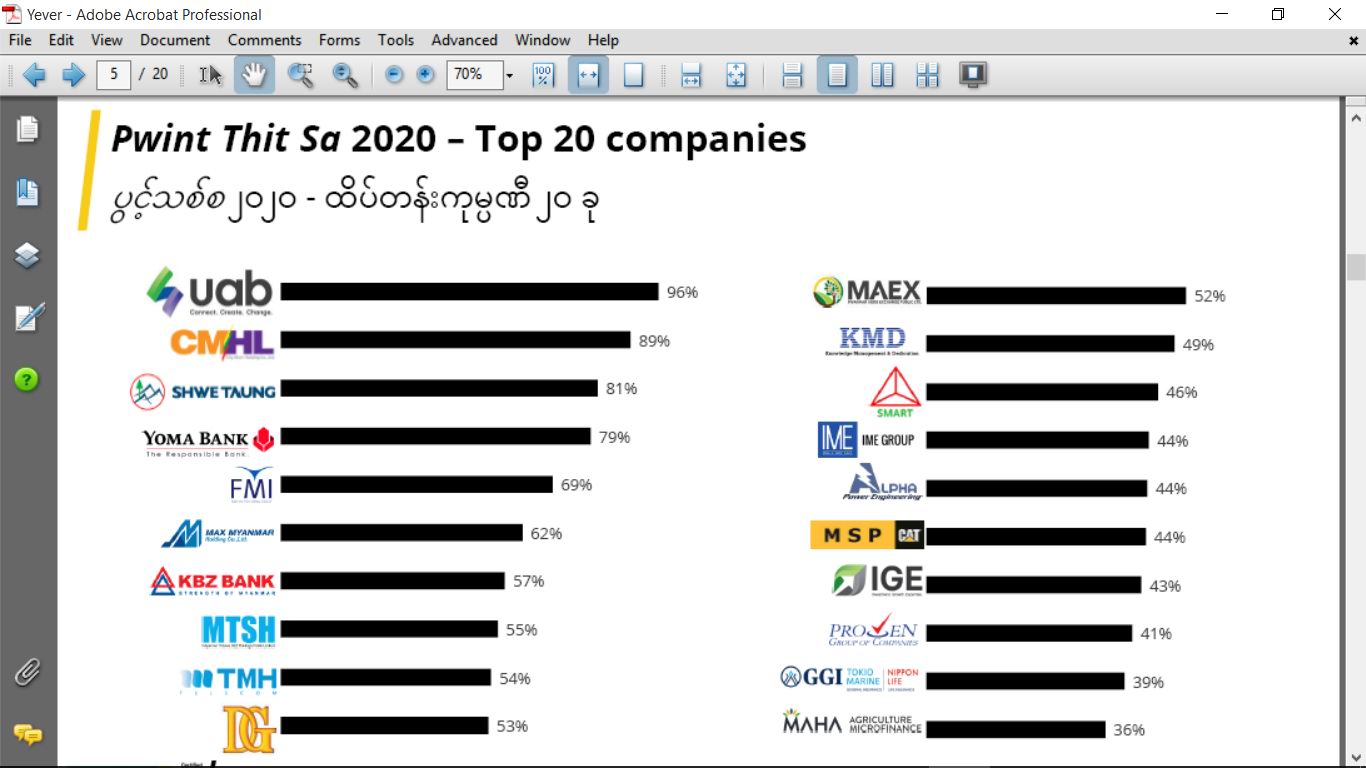 Yever - Adobe Acrobat Professional
File Edit View Document Comments Forms Tools Advanced Window Help
5 / 20 70%
Pwint Thit Sa 2020 – Top 20 companies
ပွင့်သစ်စ ၂၀၂၀ - ထိပ်တန်းကုမ္ပဏီ ၂၀ ခု
uab 96%
Connect. Create. Change.
CMHL 89%
SHWE TAUNG 81%
YOMA BANK 79%
The Responsible Bank.
FMI 69%
MAX MYANMAR 62%
Holding Co.,Ltd.
KBZ BANK 57%
STRENGTH OF MYANMAR
MTSH 55%
TMH 54%
TELECOM
DG 53%
MAEX 52%
KMD 49%
Knowledge Management & Dedication
SMART 46%
IME IME GROUP 44%
ALPHA 44%
Power Engineering
MSP CAT 44%
IGE 43%
PROVEN 41%
GROUP OF COMPANIES
GGI TOKIO MARINE NIPPON LIFE 39%
GENERAL INSURANCE LIFE INSURANCE
MAHA AGRICULTURE MICROFINANCE 36%
Certified